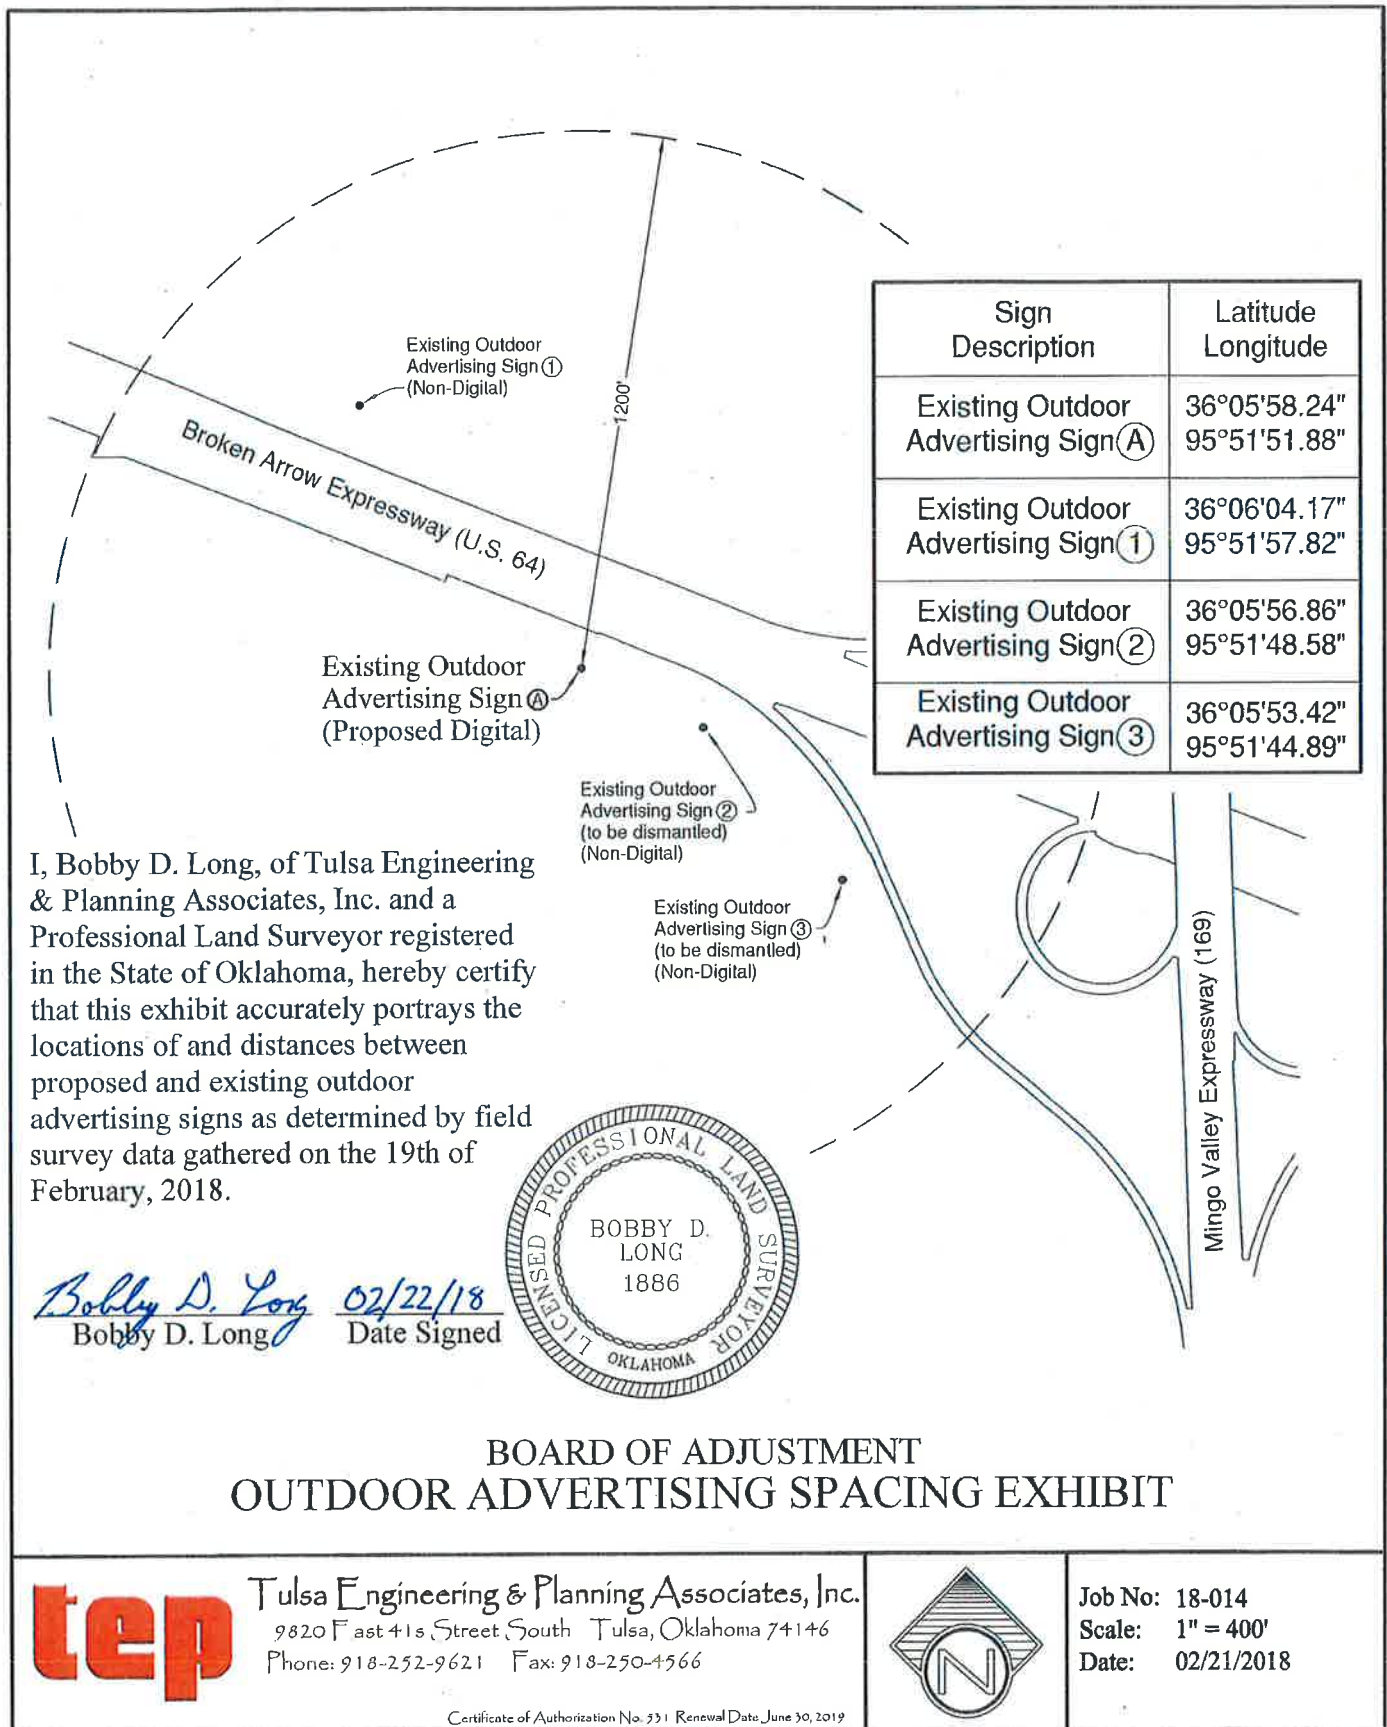 Existing Outdoor
Advertising Sign 1
(Non-Digital)
1200'
Broken Arrow Expressway (U.S. 64)
Existing Outdoor
Advertising Sign A
(Proposed Digital)
Existing Outdoor
Advertising Sign 2
(to be dismantled)
(Non-Digital)
Existing Outdoor
Advertising Sign 3
(to be dismantled)
(Non-Digital)
Sign
Description
Latitude
Longitude
Existing Outdoor
Advertising Sign A
36°05'58.24"
95°51'51.88"
Existing Outdoor
Advertising Sign 1
36°06'04.17"
95°51'57.82"
Existing Outdoor
Advertising Sign 2
36°05'56.86"
95°51'48.58"
Existing Outdoor
Advertising Sign 3
36°05'53.42"
95°51'44.89"
Mingo Valley Expressway (169)
I, Bobby D. Long, of Tulsa Engineering
& Planning Associates, Inc. and a
Professional Land Surveyor registered
in the State of Oklahoma, hereby certify
that this exhibit accurately portrays the
locations of and distances between
proposed and existing outdoor
advertising signs as determined by field
survey data gathered on the 19th of
February, 2018.
Bobby D. Long 02/22/18
Bobby D. Long Date Signed
LICENSED PROFESSIONAL LAND SURVEYOR
BOBBY D.
LONG
1886
OKLAHOMA
BOARD OF ADJUSTMENT
OUTDOOR ADVERTISING SPACING EXHIBIT
tep
Tulsa Engineering & Planning Associates, Inc.
9820 East 41s Street South Tulsa, Oklahoma 74146
Phone: 918-252-9621 Fax: 918-250-4566
Certificate of Authorization No. 531 Renewal Date June 30, 2019
N
Job No: 18-014
Scale: 1" = 400'
Date: 02/21/2018